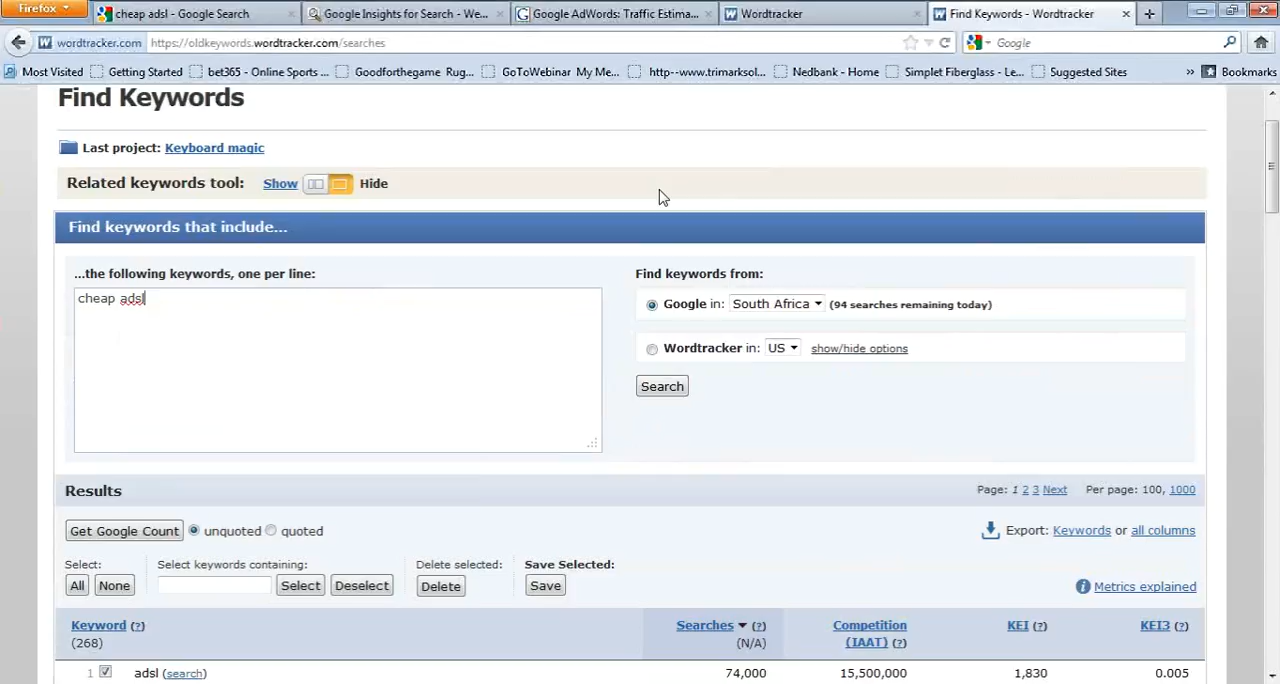 Firefox
cheap adsl - Google Search
Google Insights for Search - We...
Google AdWords: Traffic Estima...
Wordtracker
Find Keywords - Wordtracker
wordtracker.com
https://oldkeywords.wordtracker.com/searches
Google
Most Visited
Getting Started
bet365 - Online Sports ...
Goodforthegame Rug...
GoToWebinar My Me...
http--www.trimarksol...
Nedbank - Home
Simplet Fiberglass - Le...
Suggested Sites
»
Bookmarks
Find Keywords
Last project: Keyboard magic
Related keywords tool: Show Hide
Find keywords that include...
...the following keywords, one per line:
cheap adsl
Find keywords from:
Google in: South Africa (94 searches remaining today)
Wordtracker in: US show/hide options
Search
Results
Page: 1 2 3 Next Per page: 100, 1000
Get Google Count unquoted quoted
Export: Keywords or all columns
Select: Select keywords containing: Delete selected: Save Selected:
All None Select Deselect Delete Save
Metrics explained
Keyword (?) Searches (?) Competition KEI (?) KEI3 (?)
(268) (N/A) (IAAT) (?)
1 adsl (search) 74,000 15,500,000 1,830 0.005